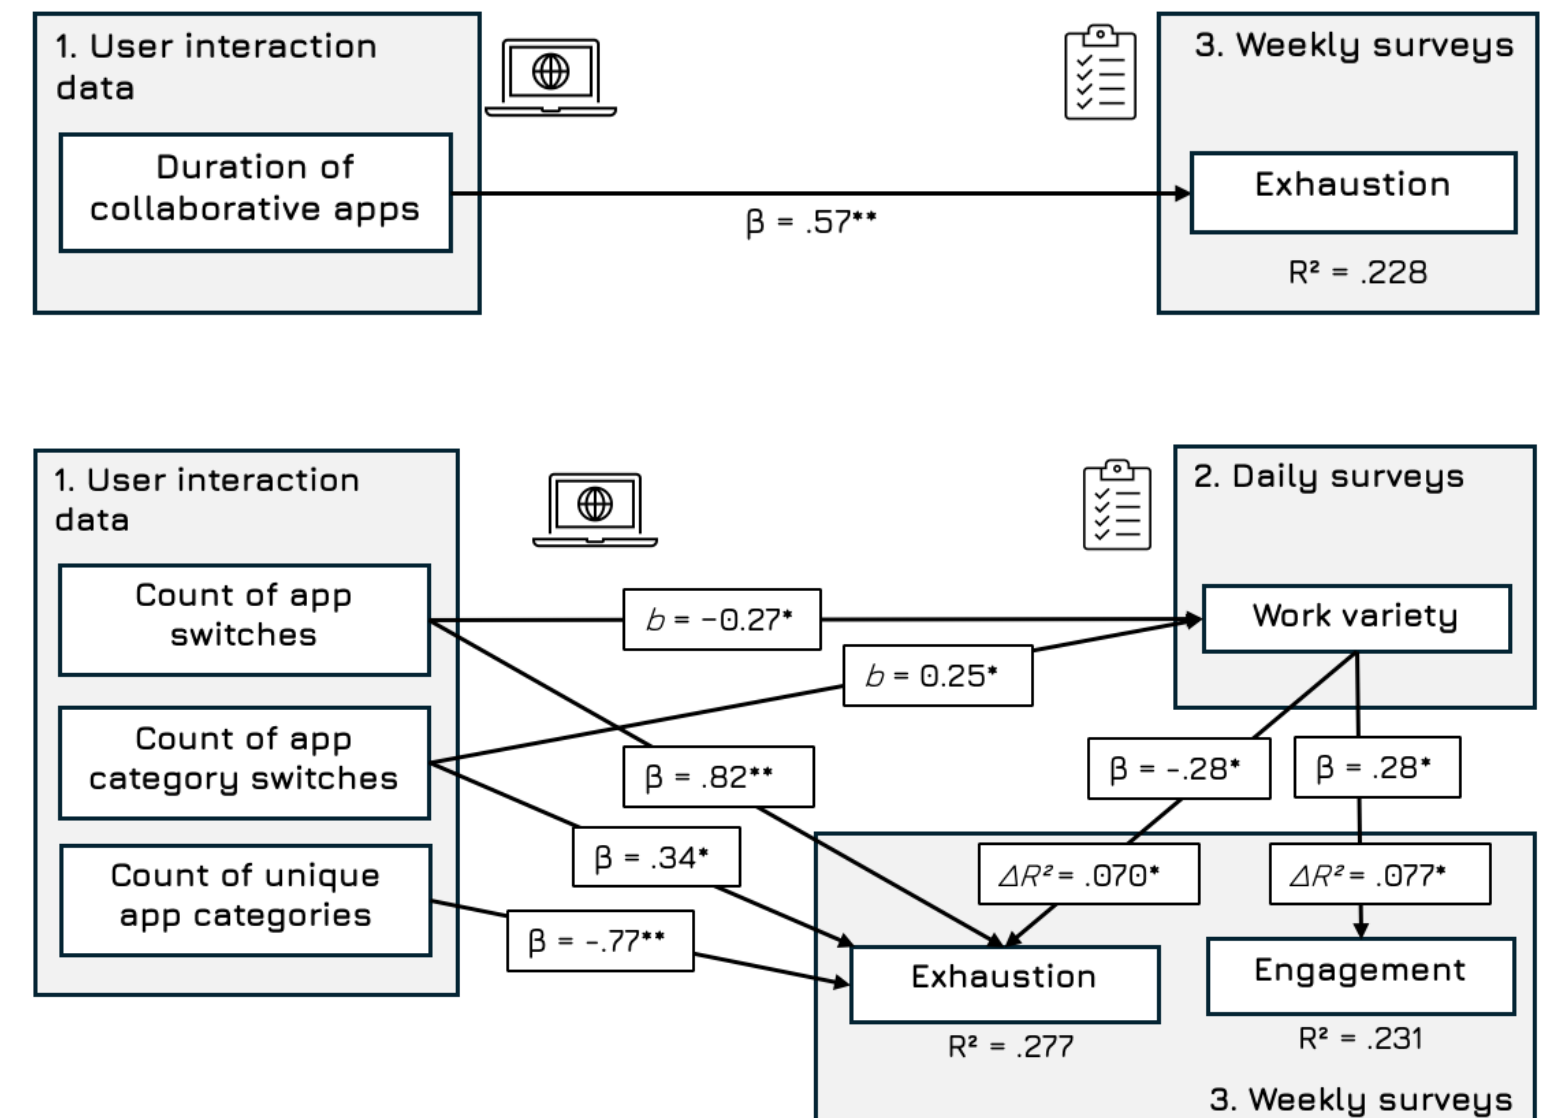 1. User interaction
data
3. Weekly surveys
Duration of
collaborative apps
Exhaustion
β = .57**
R² = .228
1. User interaction
data
2. Daily surveys
Count of app
switches
b = −0.27*
Work variety
b = 0.25*
Count of app
category switches
β = .82**
β = -.28*
β = .28*
β = .34*
ΔR² = .070*
ΔR² = .077*
Count of unique
app categories
β = -.77**
Exhaustion
Engagement
R² = .277
R² = .231
3. Weekly surveys